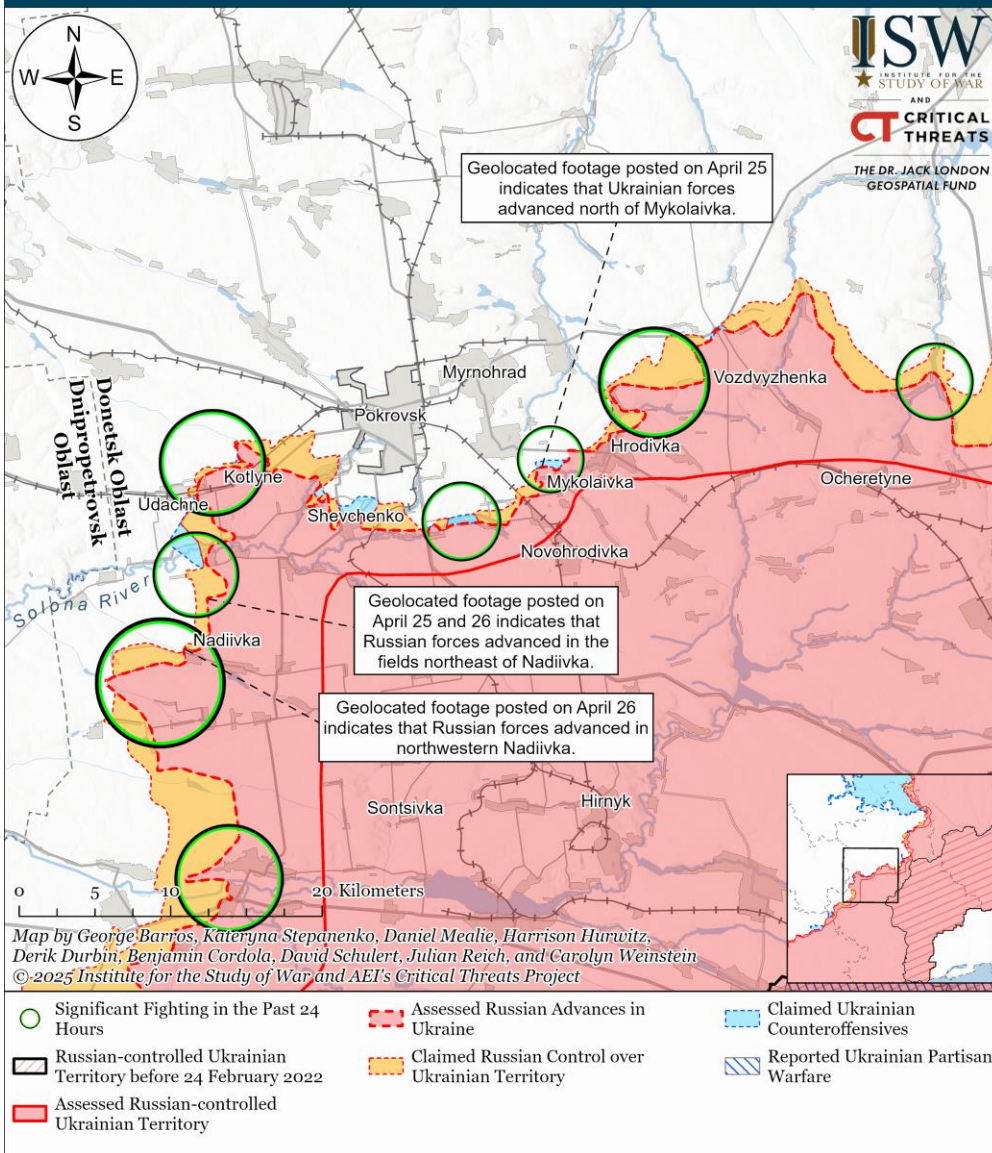 N
W
E
S
ISW
INSTITUTE FOR THE
STUDY OF WAR
AND
CT CRITICAL
THREATS
THE DR. JACK LONDON
GEOSPATIAL FUND
Geolocated footage posted on April 25
indicates that Ukrainian forces
advanced north of Mykolaivka.
Myrnohrad
Vozdvyzhenka
Pokrovsk
Donetsk Oblast
Dnipropetrovsk
Oblast
Hrodivka
Kotlyne
Mykolaivka
Ocheretyne
Udachne
Shevchenko
Novohrodivka
Solona River
Geolocated footage posted on
April 25 and 26 indicates that
Russian forces advanced in the
fields northeast of Nadiivka.
Nadiivka
Geolocated footage posted on April 26
indicates that Russian forces advanced in
northwestern Nadiivka.
Sontsivka
Hirnyk
0 5 10 20 Kilometers
Map by George Barros, Kateryna Stepanenko, Daniel Mealie, Harrison Hurwitz,
Derik Durbin, Benjamin Cordola, David Schulert, Julian Reich, and Carolyn Weinstein
© 2025 Institute for the Study of War and AEI's Critical Threats Project
Significant Fighting in the Past 24
Hours
Russian-controlled Ukrainian
Territory before 24 February 2022
Assessed Russian-controlled
Ukrainian Territory
Assessed Russian Advances in
Ukraine
Claimed Russian Control over
Ukrainian Territory
Claimed Ukrainian
Counteroffensives
Reported Ukrainian Partisan
Warfare